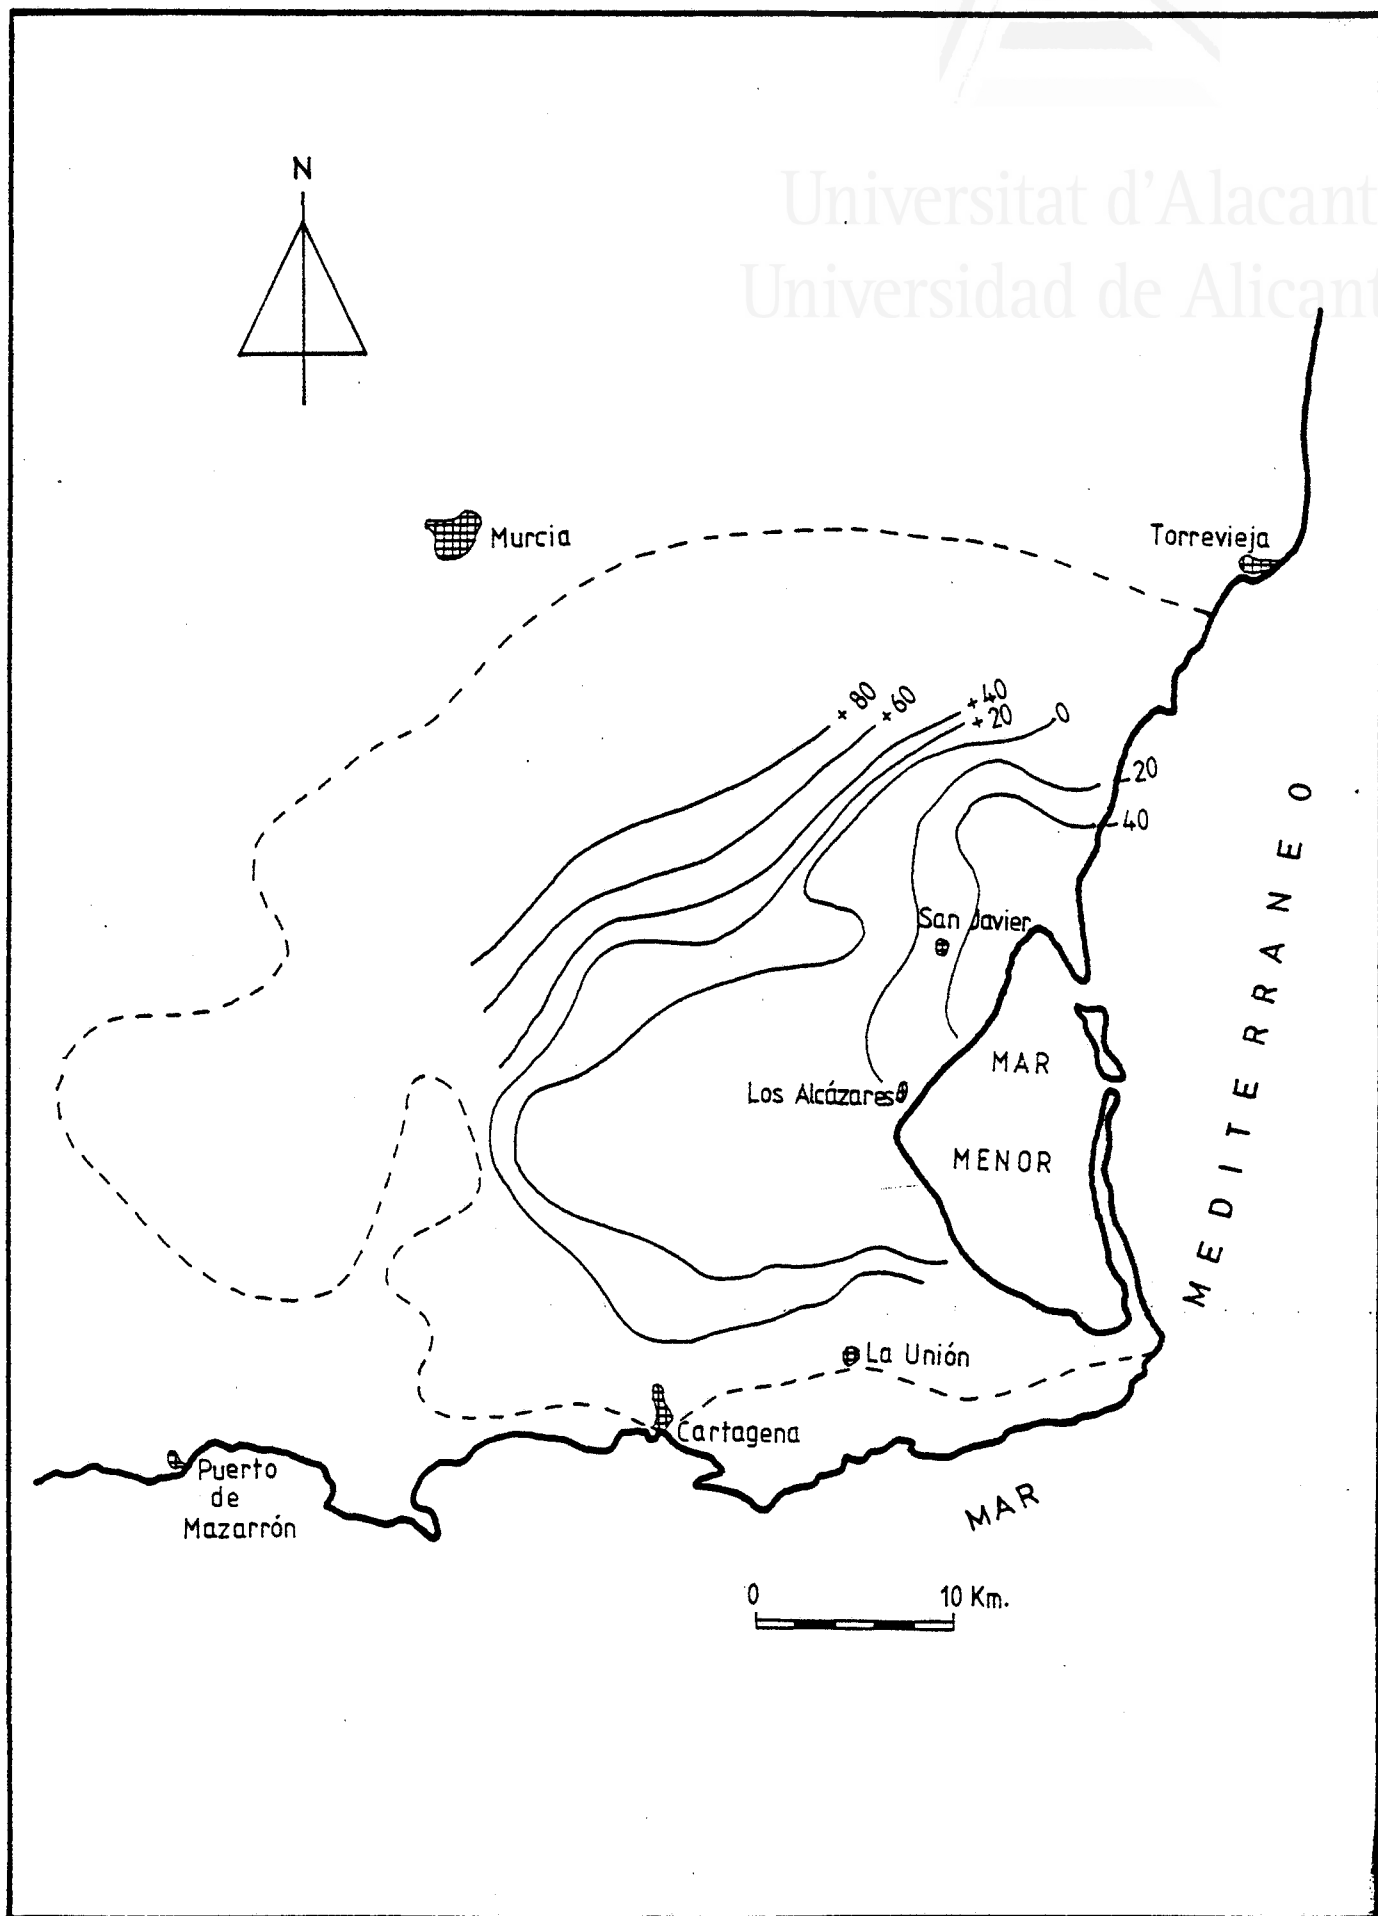 Universitat d'Alacant
Universidad de Alicant
N
Murcia
Torrevieja
+80
+60
+40
+20
0
-20
-40
San Javier
Los Alcázares
MAR
MENOR
MEDITERRANEO
La Unión
Cartagena
Puerto
de
Mazarrón
MAR
0 10 Km.